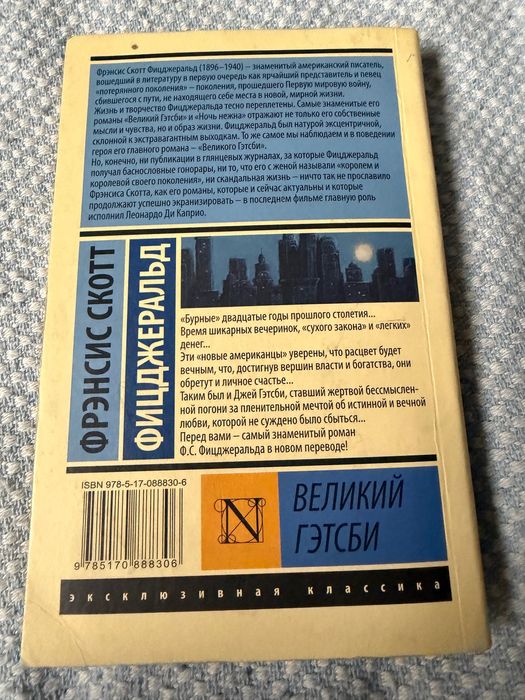 Фрэнсис Скотт Фицджеральд (1896–1940) – знаменитый американский писатель,
вошедший в литературу в первую очередь как ярчайший представитель и певец
«потерянного поколения» – поколения, прошедшего Первую мировую войну,
сбившегося с пути, не находящего себе места в новой, мирной жизни.
Жизнь и творчество Фицджеральда тесно переплетены. Самые знаменитые его
романы «Великий Гэтсби» и «Ночь нежна» отражают не только его собственные
мысли и чувства, но и образ жизни. Фицджеральд был натурой эксцентричной,
склонной к экстравагантным выходкам. То же самое мы наблюдаем и в поведении
героя его главного романа – «Великого Гэтсби».
Но, конечно, ни публикации в глянцевых журналах, за которые Фицджеральд
получал баснословные гонорары, ни то, что его с женой называли «королем и
королевой своего поколения», ни скандальная жизнь – ничто так не прославило
Фрэнсиса Скотта, как его романы, которые и сейчас актуальны и которые
продолжают успешно экранизировать – в последнем фильме главную роль
исполнил Леонардо Ди Каприо.
ФРЭНСИС СКОТТ
ФИЦДЖЕРАЛЬД
«Бурные» двадцатые годы прошлого столетия...
Время шикарных вечеринок, «сухого закона» и «легких»
денег...
Эти «новые американцы» уверены, что расцвет будет
вечным, что, достигнув вершин власти и богатства, они
обретут и личное счастье...
Таким был и Джей Гэтсби, ставший жертвой бессмыслен-
ной погони за пленительной мечтой об истинной и вечной
любви, которой не суждено было сбыться...
Перед вами – самый знаменитый роман
Ф.С. Фицджеральда в новом переводе!
ISBN 978-5-17-088830-6
9 785170 888306
N
ВЕЛИКИЙ
ГЭТСБИ
эксклюзивная классика